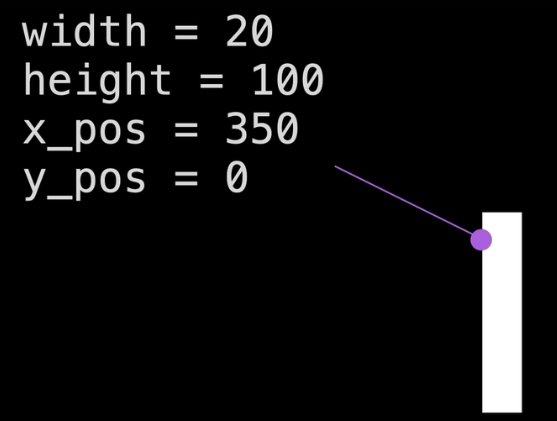 width = 20
height = 100
x_pos = 350
y_pos = 0